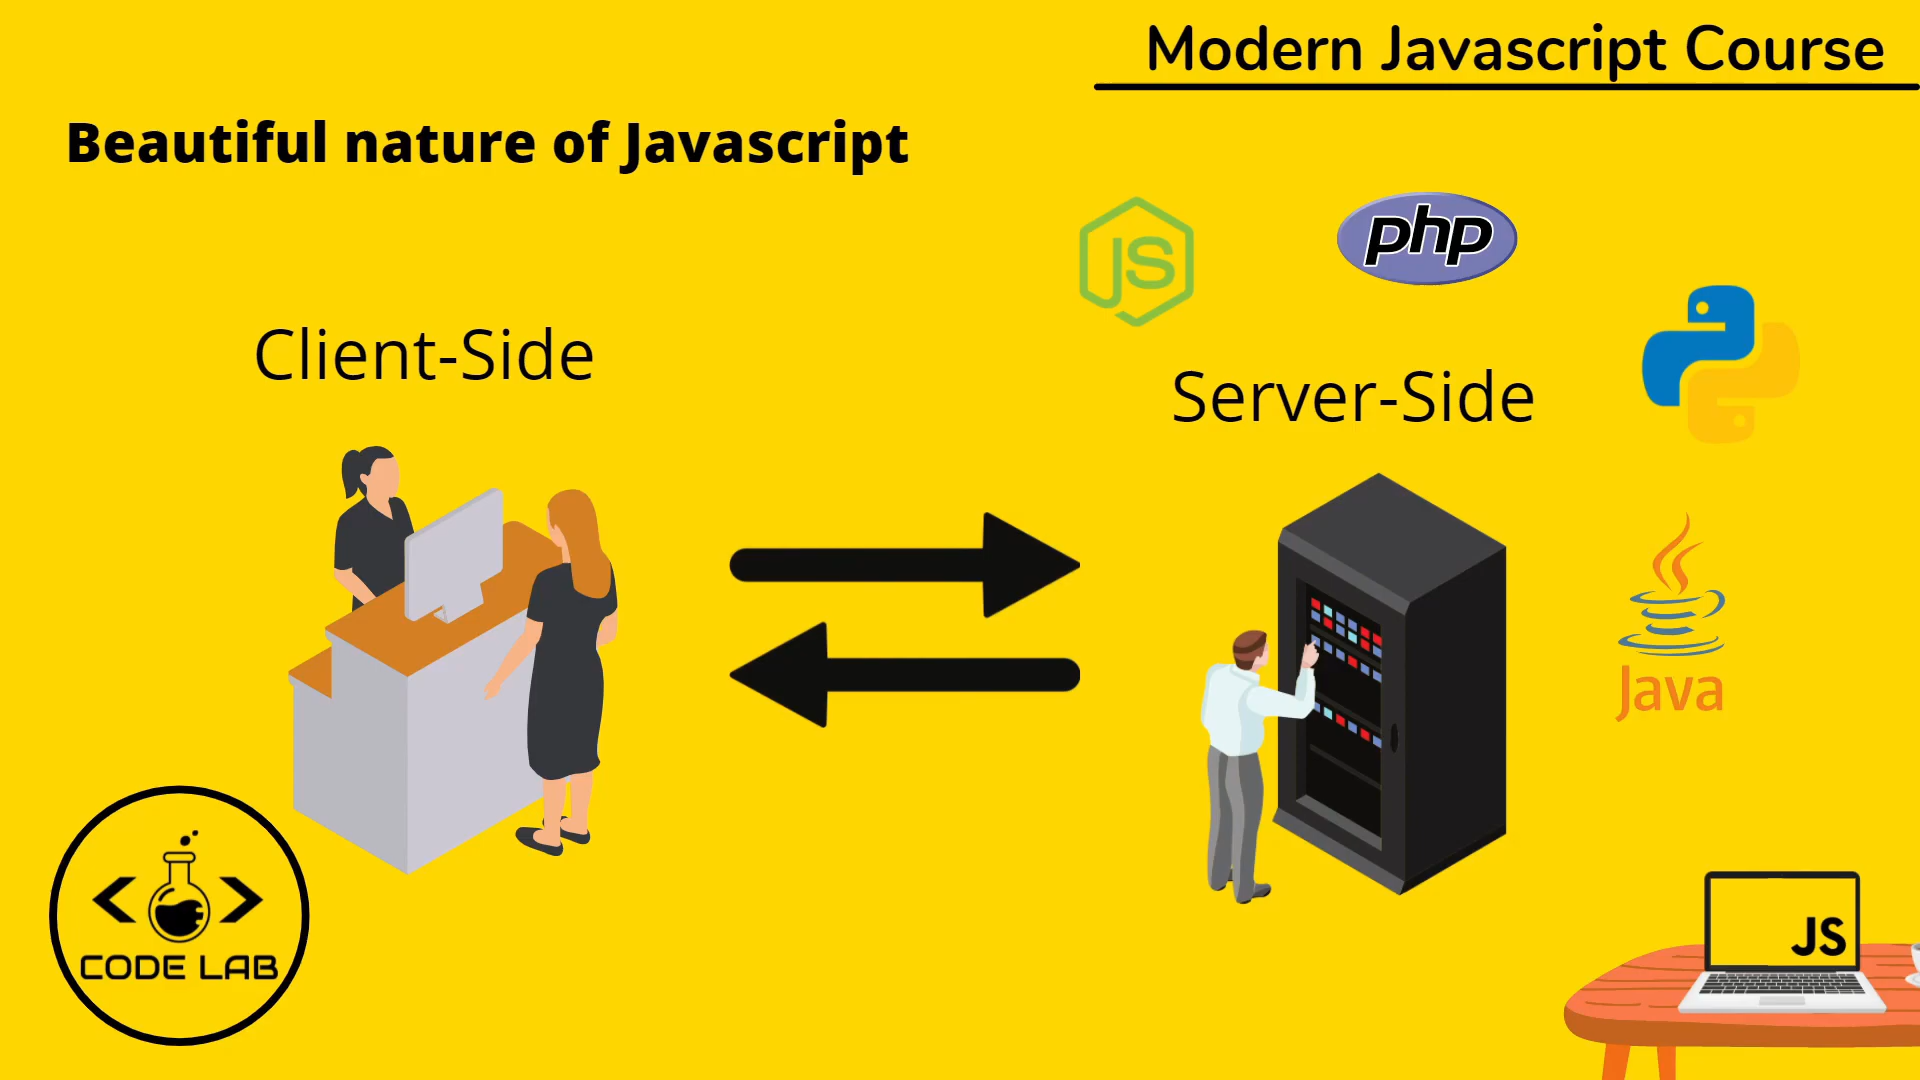 Modern Javascript Course
Beautiful nature of Javascript
JS
php
Client-Side
Server-Side
Java
JS
CODE LAB